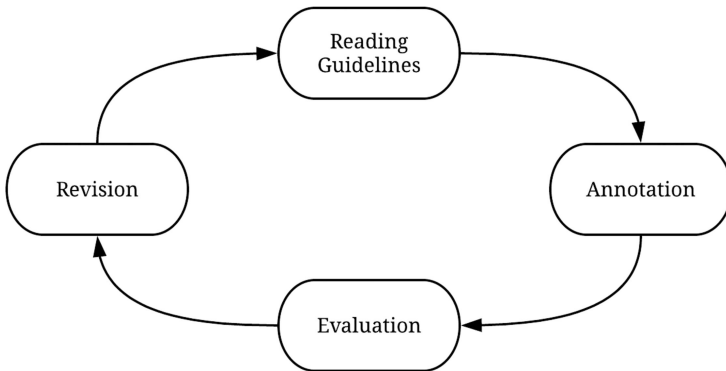 Reading
Guidelines
Revision
Annotation
Evaluation